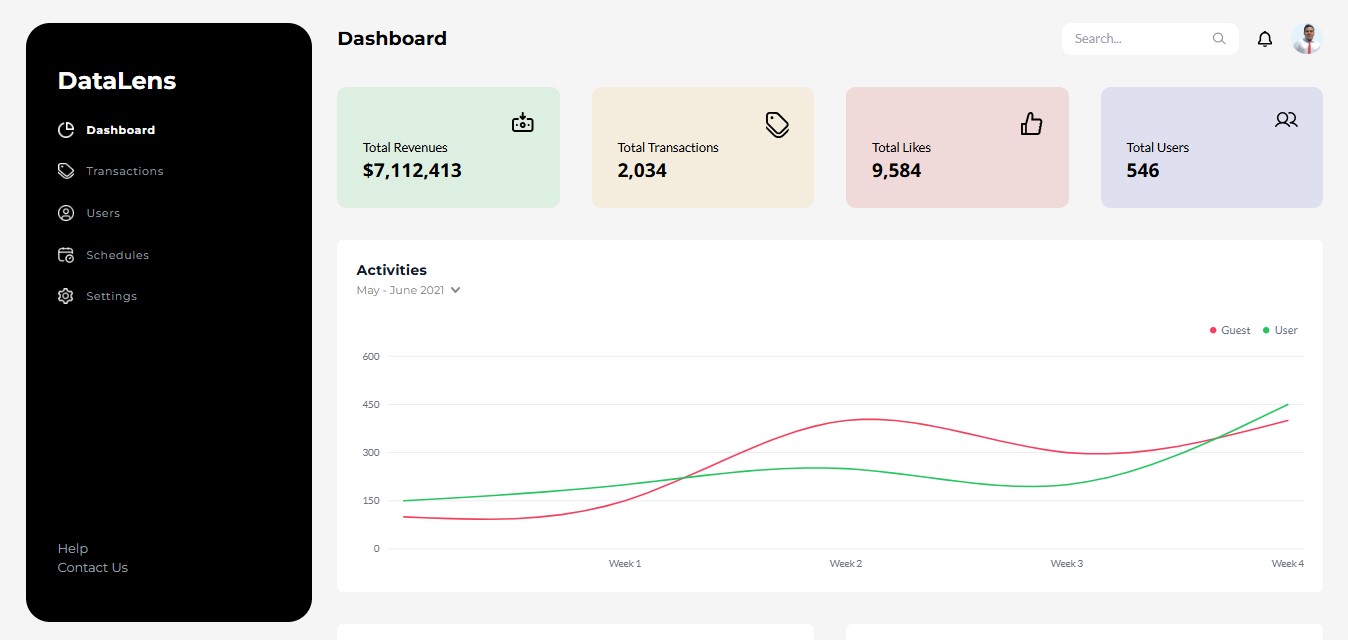 DataLens
Dashboard
Transactions
Users
Schedules
Settings
Help
Contact Us
Dashboard
Search...
Total Revenues
$7,112,413
Total Transactions
2,034
Total Likes
9,584
Total Users
546
Activities
May - June 2021
Guest User
600
450
300
150
0
Week 1 Week 2 Week 3 Week 4